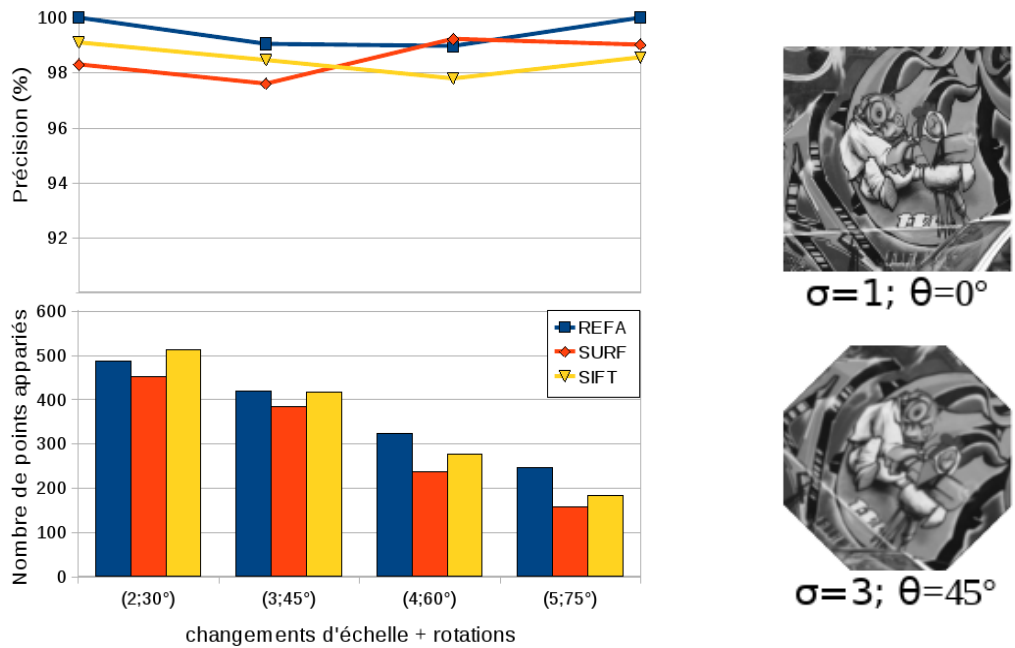 100
98
96
94
92
Précision (%)
600
500
400
300
200
100
0
Nombre de points appariés
REFA
SURF
SIFT
(2;30°) (3;45°) (4;60°) (5;75°)
changements d'échelle + rotations
σ=1; θ=0°
σ=3; θ=45°